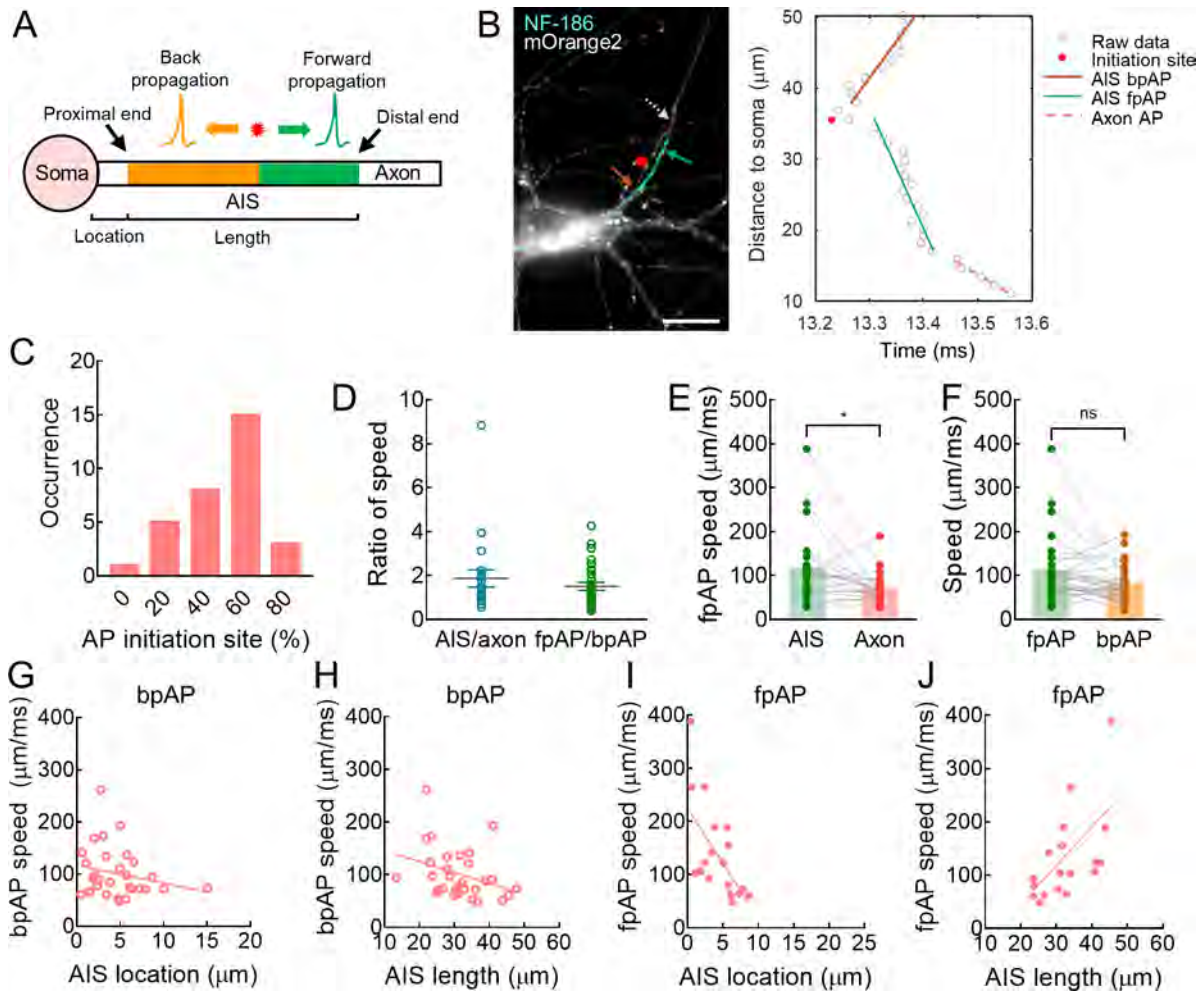 A
Back
propagation
Forward
propagation
Proximal end
Distal end
Soma
Axon
AIS
Location
Length
B
NF-186
mOrange2
50
40
30
20
10
Distance to soma (μm)
13.2
13.3
13.4
13.5
13.6
Time (ms)
Raw data
Initiation site
AIS bpAP
AIS fpAP
Axon AP
C
20
15
10
5
0
Occurrence
0
20
40
60
80
AP initiation site (%)
D
10
8
6
4
2
0
Ratio of speed
AIS/axon
fpAP/bpAP
E
500
400
300
200
100
0
fpAP speed (μm/ms)
*
AIS
Axon
F
500
400
300
200
100
0
Speed (μm/ms)
ns
fpAP
bpAP
G
bpAP
400
300
200
100
0
bpAP speed (μm/ms)
0
5
10
15
20
AIS location (μm)
H
bpAP
400
300
200
100
0
bpAP speed (μm/ms)
10
20
30
40
50
60
AIS length (μm)
I
fpAP
400
300
200
100
0
fpAP speed (μm/ms)
0
5
10
15
20
25
AIS location (μm)
J
fpAP
400
300
200
100
0
fpAP speed (μm/ms)
10
20
30
40
50
60
AIS length (μm)